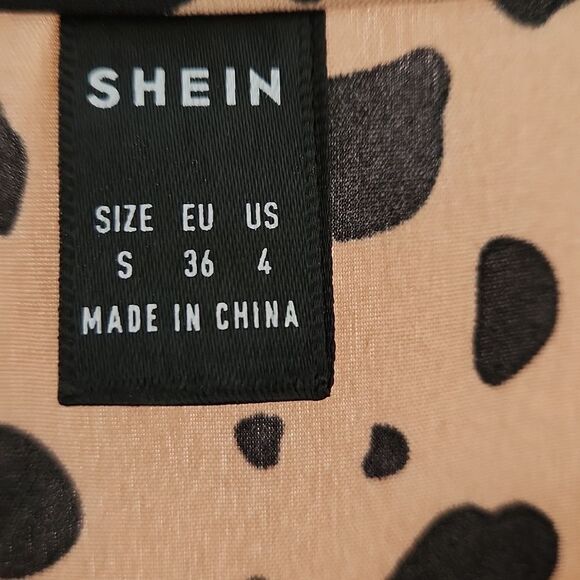 SHEIN
SIZE EU US
S 36 4
MADE IN CHINA